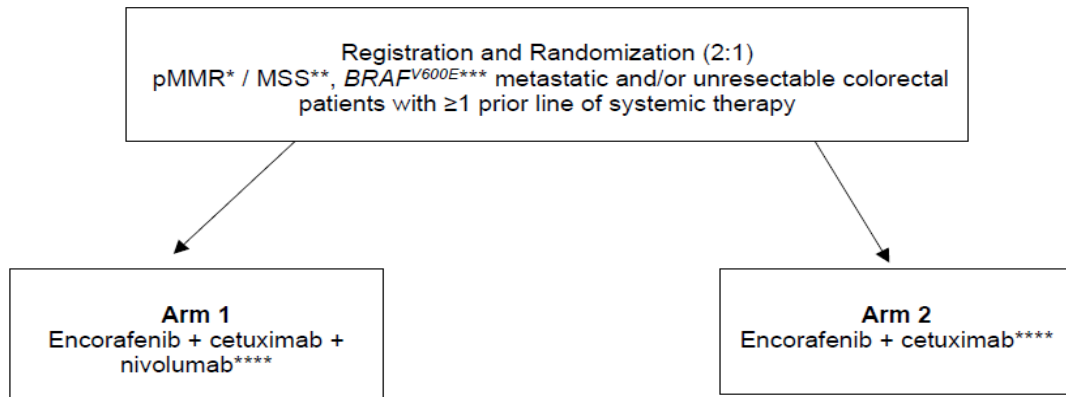 Registration and Randomization (2:1)
pMMR* / MSS**, BRAFV600E*** metastatic and/or unresectable colorectal
patients with ≥1 prior line of systemic therapy
Arm 1
Encorafenib + cetuximab +
nivolumab****
Arm 2
Encorafenib + cetuximab****